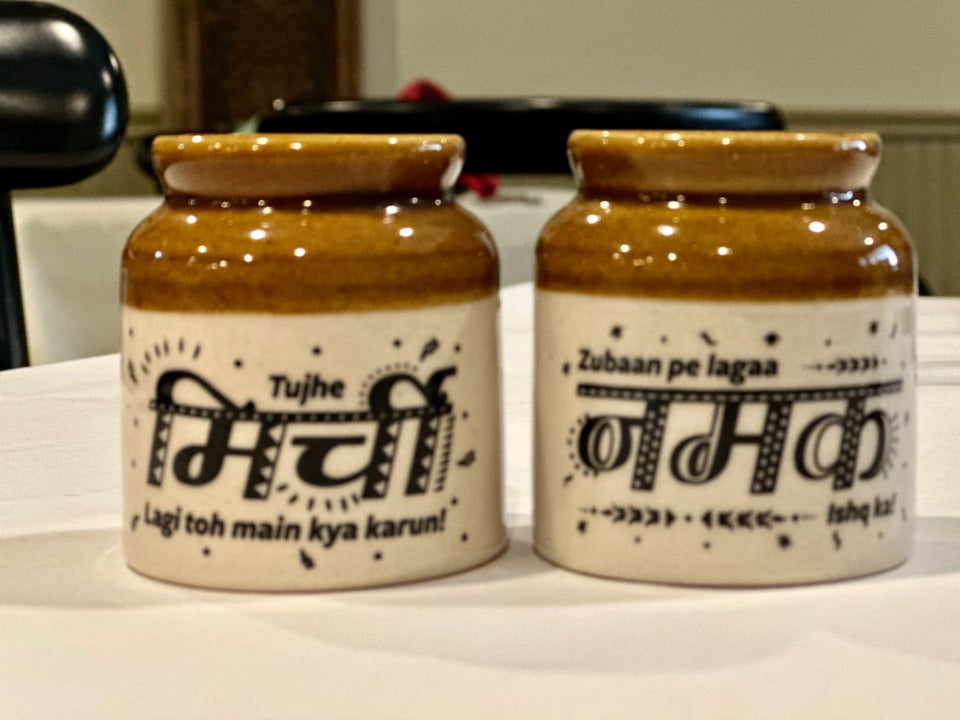 Tujhe
मिर्ची
Lagi toh main kya karun!
Zubaan pe lagaa
नमक
Ishq ka!